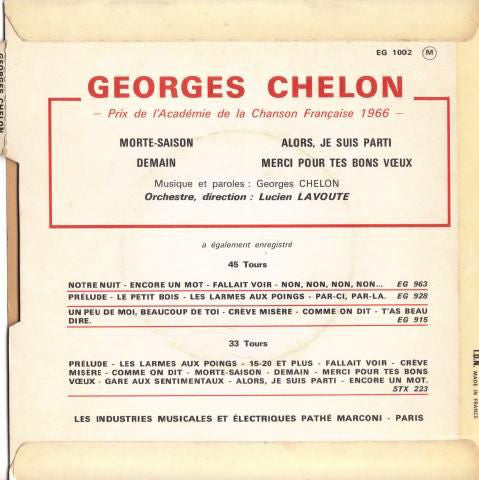 EG 1002 M
GEORGES CHELON
GEORGES CHELON
– Prix de l'Académie de la Chanson Française 1966 –
MORTE-SAISON ALORS, JE SUIS PARTI
DEMAIN MERCI POUR TES BONS VŒUX
Musique et paroles : Georges CHELON
Orchestre, direction : Lucien LAVOUTE
a également enregistré
45 Tours
NOTRE NUIT - ENCORE UN MOT - FALLAIT VOIR - NON, NON, NON, NON... EG 963
PRÉLUDE - LE PETIT BOIS - LES LARMES AUX POINGS - PAR-CI, PAR-LA. EG 928
UN PEU DE MOI, BEAUCOUP DE TOI - CRÈVE MISÈRE - COMME ON DIT - T'AS BEAU
DIRE. EG 915
33 Tours
PRÉLUDE - LES LARMES AUX POINGS - 15-20 ET PLUS - FALLAIT VOIR - CRÈVE
MISÈRE - COMME ON DIT - MORTE-SAISON - DEMAIN - MERCI POUR TES BONS
VŒUX - GARE AUX SENTIMENTAUX - ALORS, JE SUIS PARTI - ENCORE UN MOT.
STX 223
LES INDUSTRIES MUSICALES ET ÉLECTRIQUES PATHÉ MARCONI - PARIS
I.D.N. MADE IN FRANCE